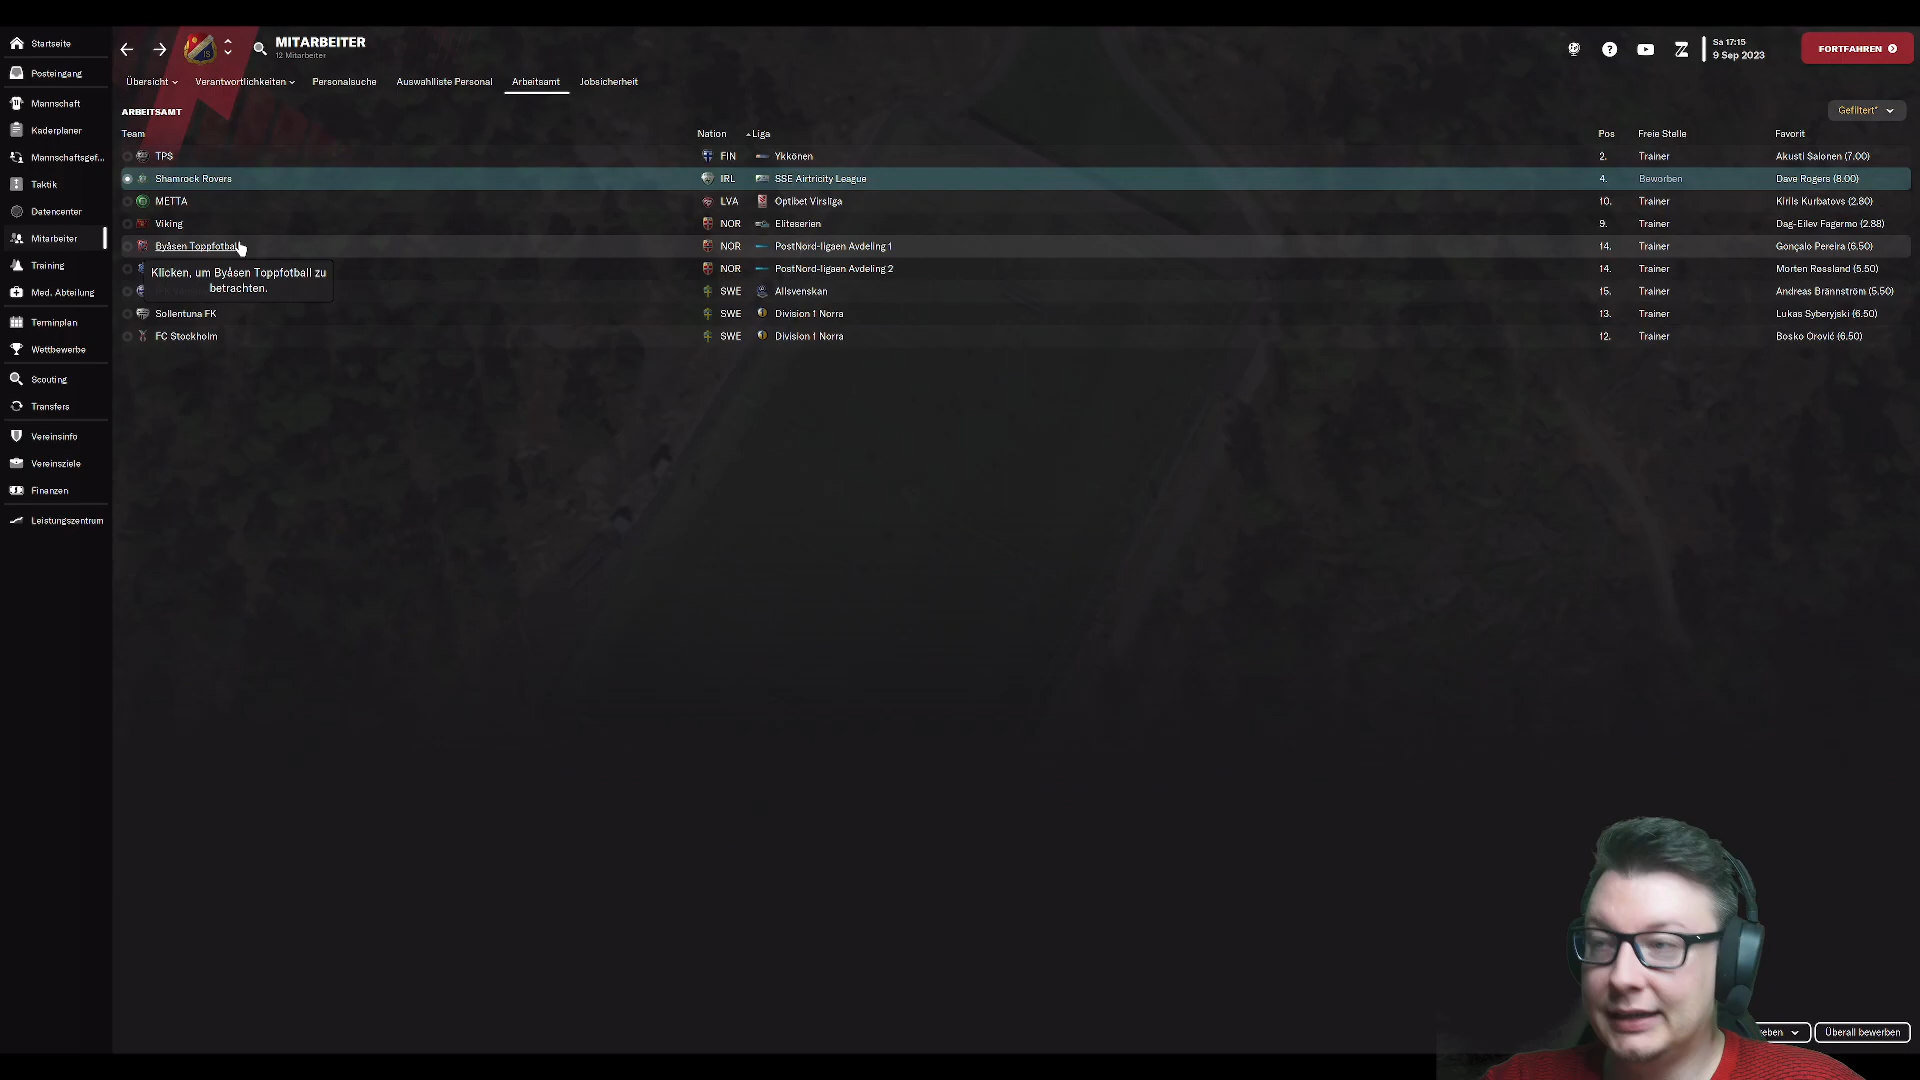 Startseite
Posteingang
Mannschaft
Kaderplaner
Mannschaftsgef...
Taktik
Datencenter
Mitarbeiter
Training
Med. Abteilung
Terminplan
Wettbewerbe
Scouting
Transfers
Vereinsinfo
Vereinsziele
Finanzen
Leistungszentrum
MITARBEITER
12 Mitarbeiter
Sa 17:15
9 Sep 2023
FORTFAHREN
Übersicht Verantwortlichkeiten Personalsuche Auswahlliste Personal Arbeitsamt Jobsicherheit
ARBEITSAMT
Gefiltert*
Team Nation Liga Pos Freie Stelle Favorit
TPS FIN Ykkönen 2. Trainer Akusti Salonen (7.00)
Shamrock Rovers IRL SSE Airtricity League 4. Beworben Dave Rogers (8.00)
METTA LVA Optibet Virsliga 10. Trainer Kirils Kurbatovs (2.80)
Viking NOR Eliteserien 9. Trainer Dag-Eilev Fagermo (2.88)
Byåsen Toppfotball NOR PostNord-ligaen Avdeling 1 14. Trainer Gonçalo Pereira (6.50)
NOR PostNord-ligaen Avdeling 2 14. Trainer Morten Røssland (5.50)
SWE Allsvenskan 15. Trainer Andreas Brännström (5.50)
Sollentuna FK SWE Division 1 Norra 13. Trainer Lukas Syberyjski (6.50)
FC Stockholm SWE Division 1 Norra 12. Trainer Bosko Orović (6.50)
Klicken, um Byåsen Toppfotball zu
betrachten.
Überall bewerben